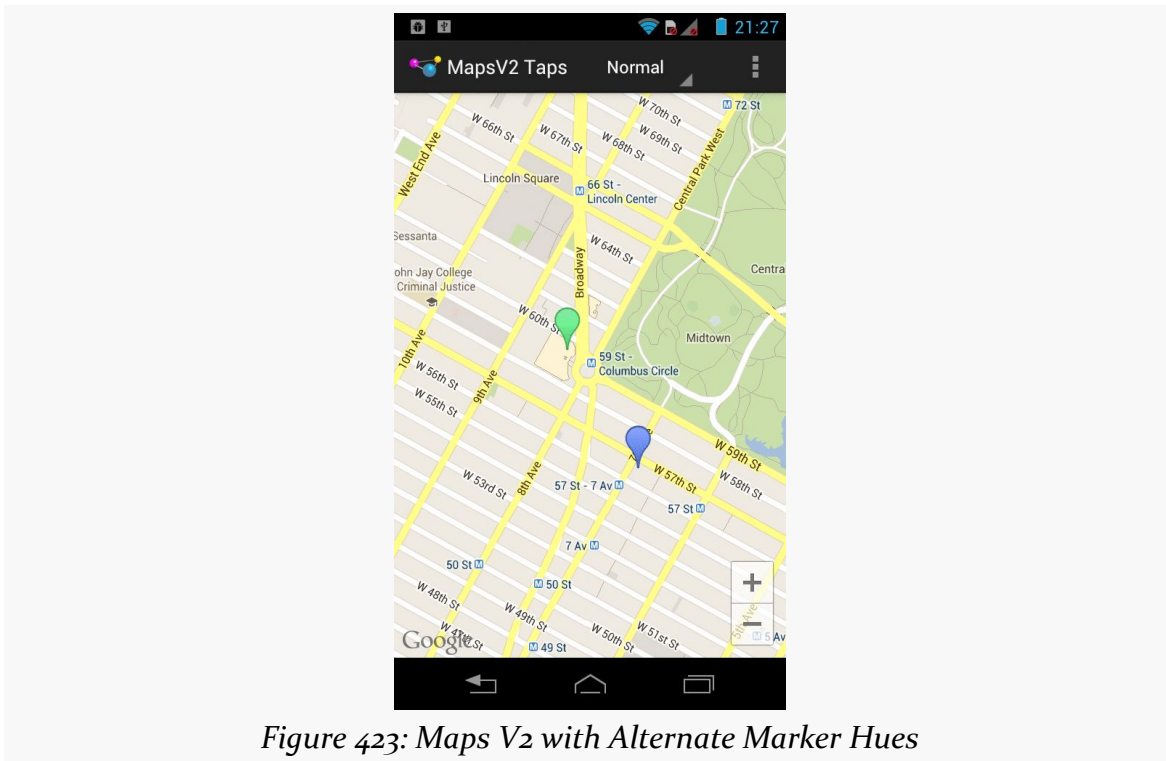 21:27
MapsV2 Taps
Normal
W 70th St
M 72 St
W 66th St
W 67th St
W 69th St
W 68th St
West End Ave
Central Park West
Lincoln Square
M 66 St -
Lincoln Center
Sessanta
W 64th St
Broadway
ohn Jay College
Criminal Justice
Centra
W 60th St
Midtown
10th Ave
M 59 St -
Columbus Circle
W 56th St
9th Ave
W 55th St
W 59th St
W 53rd St
8th Ave
W 57th St
W 58th St
57 St - 7 Av M
57 St M
7 Av M
50 St M
M 50 St
+
W 48th St
W 49th St
5th Ave
−
W 50th St
W 51st St
M 5 Av
Google
M 49 St
Figure 423: Maps V2 with Alternate Marker Hues